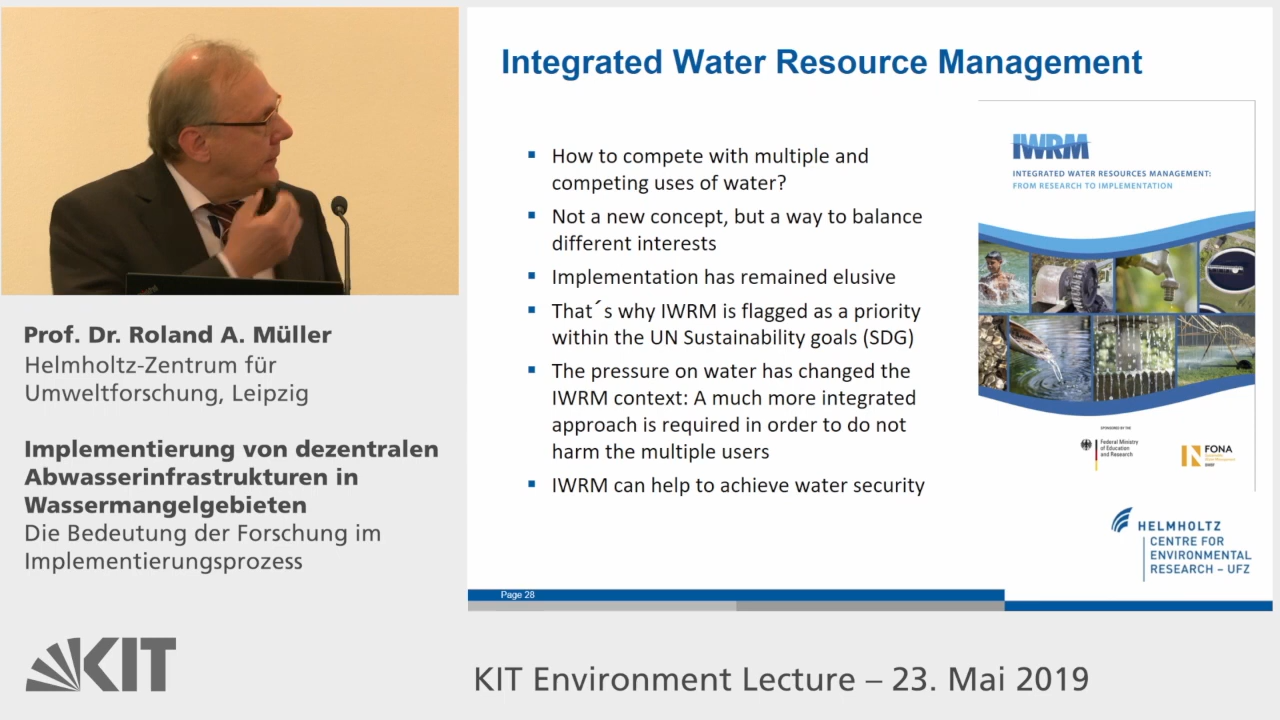 Prof. Dr. Roland A. Müller
Helmholtz-Zentrum für
Umweltforschung, Leipzig
Implementierung von dezentralen
Abwasserinfrastrukturen in
Wassermangelgebieten
Die Bedeutung der Forschung im
Implementierungsprozess
KIT
Integrated Water Resource Management
▪ How to compete with multiple and
competing uses of water?
▪ Not a new concept, but a way to balance
different interests
▪ Implementation has remained elusive
▪ That´s why IWRM is flagged as a priority
within the UN Sustainability goals (SDG)
▪ The pressure on water has changed the
IWRM context: A much more integrated
approach is required in order to do not
harm the multiple users
▪ IWRM can help to achieve water security
IWRM
INTEGRATED WATER RESOURCES MANAGEMENT:
FROM RESEARCH TO IMPLEMENTATION
SPONSORED BY THE
Federal Ministry
of Education
and Research
FONA
BMBF
HELMHOLTZ
CENTRE FOR
ENVIRONMENTAL
RESEARCH – UFZ
Page 28
KIT Environment Lecture – 23. Mai 2019